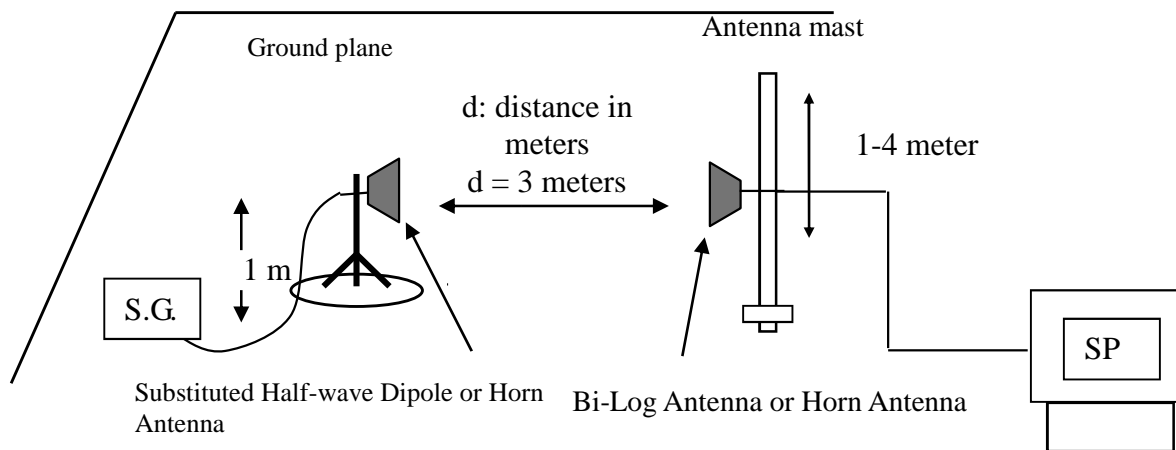 Antenna mast
Ground plane
d: distance in
meters
d = 3 meters
1-4 meter
1 m
S.G.
SP
Substituted Half-wave Dipole or Horn
Antenna
Bi-Log Antenna or Horn Antenna